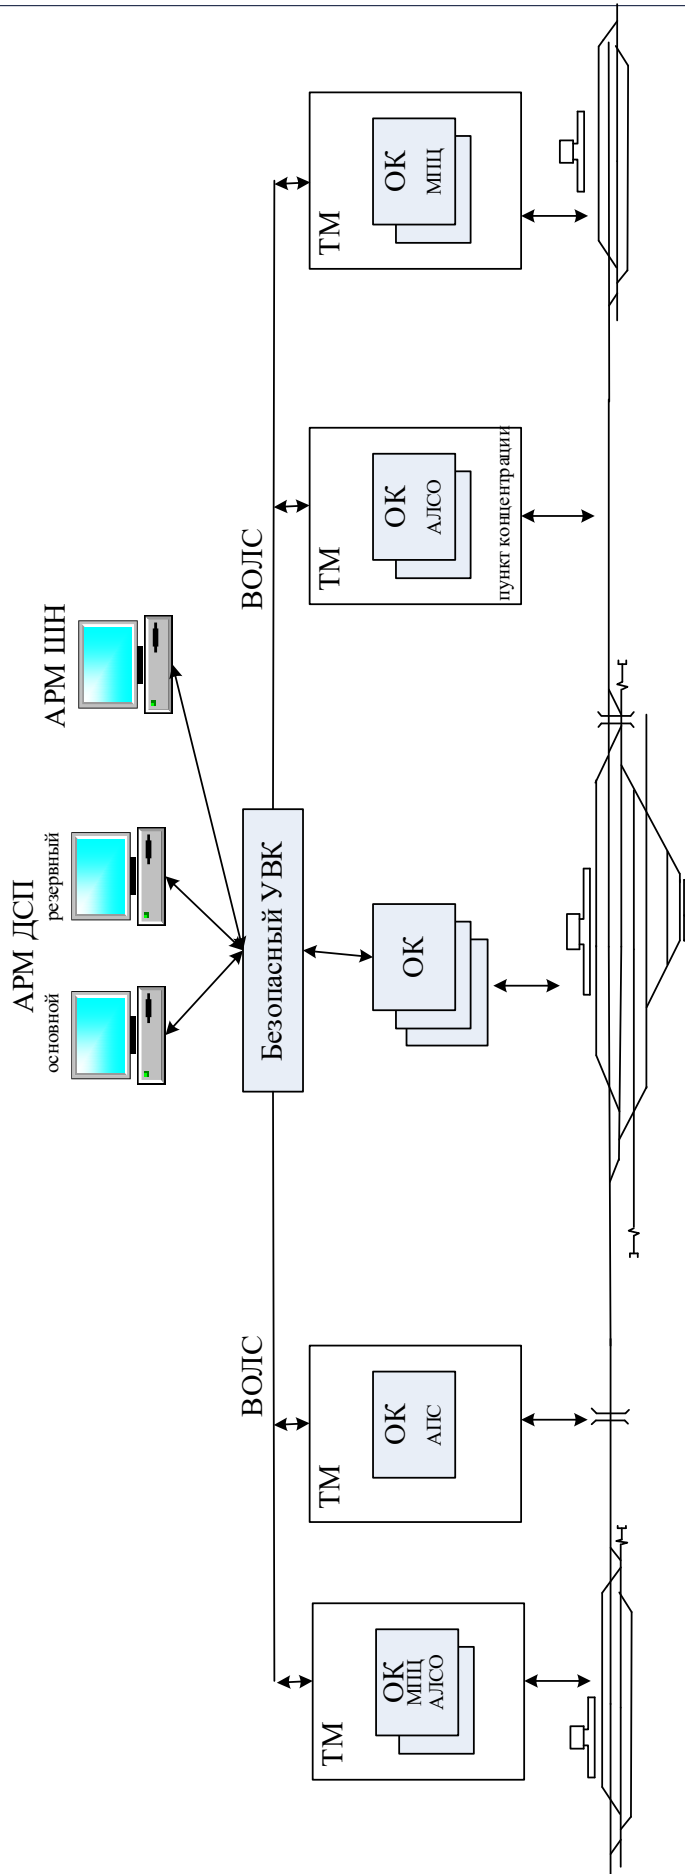 АРМ ДСП
основной
резервный
АРМ ШН
Безопасный УВК
ВОЛС
ВОЛС
ТМ
ОК
МПЦ
АЛСО
ТМ
ОК
АПС
ОК
ТМ
ОК
АЛСО
пункт концентрации
ТМ
ОК
МПЦ